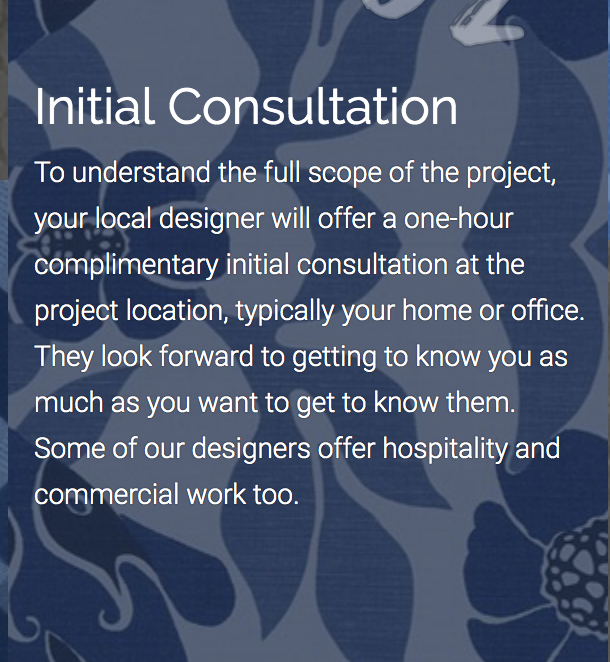 Initial Consultation
To understand the full scope of the project,
your local designer will offer a one-hour
complimentary initial consultation at the
project location, typically your home or office.
They look forward to getting to know you as
much as you want to get to know them.
Some of our designers offer hospitality and
commercial work too.